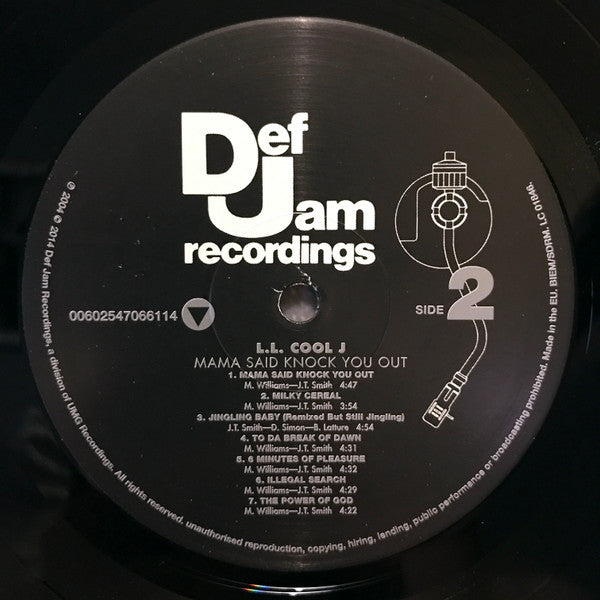 Def
Jam
recordings
00602547066114
SIDE 2
L.L. COOL J
MAMA SAID KNOCK YOU OUT
1. MAMA SAID KNOCK YOU OUT
M. Williams—J.T. Smith 4:47
2. MILKY CEREAL
M. Williams—J.T. Smith 3:54
3. JINGLING BABY (Remixed But Still Jingling)
J.T. Smith—D. Simon—B. Latture 4:54
4. TO DA BREAK OF DAWN
M. Williams—J.T. Smith 4:31
5. 6 MINUTES OF PLEASURE
M. Williams—J.T. Smith 4:32
6. ILLEGAL SEARCH
M. Williams—J.T. Smith 4:29
7. THE POWER OF GOD
M. Williams—J.T. Smith 4:22
℗ 2004 © 2014 Def Jam Recordings, a division of UMG Recordings. All rights reserved. unauthorised reproduction, copying, hiring, lending, public performance or broadcasting prohibited. Made in the EU. BIEM/SDRM. LC 01846.